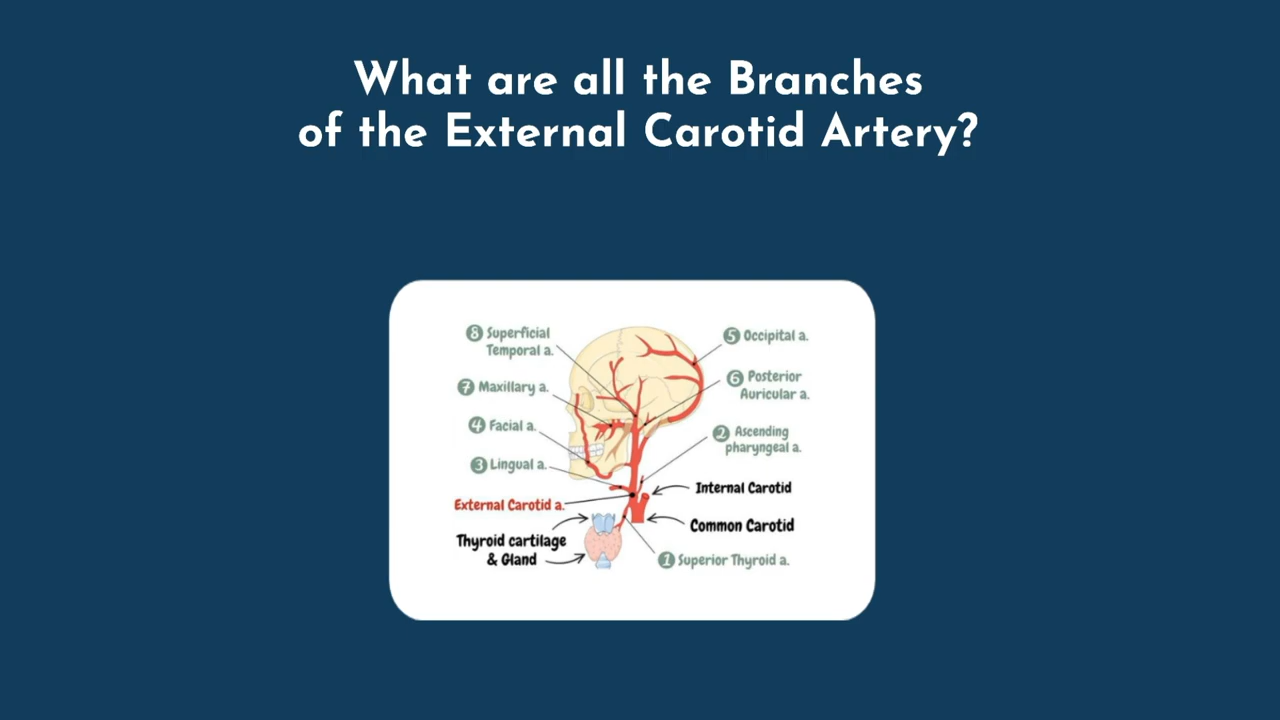 What are all the Branches
of the External Carotid Artery?
8 Superficial
Temporal a.
5 Occipital a.
7 Maxillary a.
6 Posterior
Auricular a.
4 Facial a.
2 Ascending
pharyngeal a.
3 Lingual a.
Internal Carotid
External Carotid a.
Common Carotid
Thyroid cartilage
& Gland
1 Superior Thyroid a.